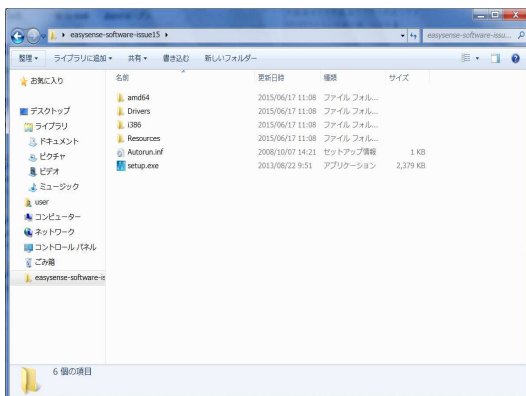 easysense-software-issue15
easysense-software-issu...
整理 ライブラリに追加 共有 書き込む 新しいフォルダー
お気に入り
デスクトップ
ライブラリ
ドキュメント
ピクチャ
ビデオ
ミュージック
user
コンピューター
ネットワーク
コントロール パネル
ごみ箱
easysense-software-is
名前 更新日時 種類 サイズ
amd64 2015/06/17 11:08 ファイル フォル...
Drivers 2015/06/17 11:08 ファイル フォル...
i386 2015/06/17 11:08 ファイル フォル...
Resources 2015/06/17 11:08 ファイル フォル...
Autorun.inf 2008/10/07 14:21 セットアップ情報 1 KB
setup.exe 2013/08/22 9:51 アプリケーション 2,379 KB
6 個の項目